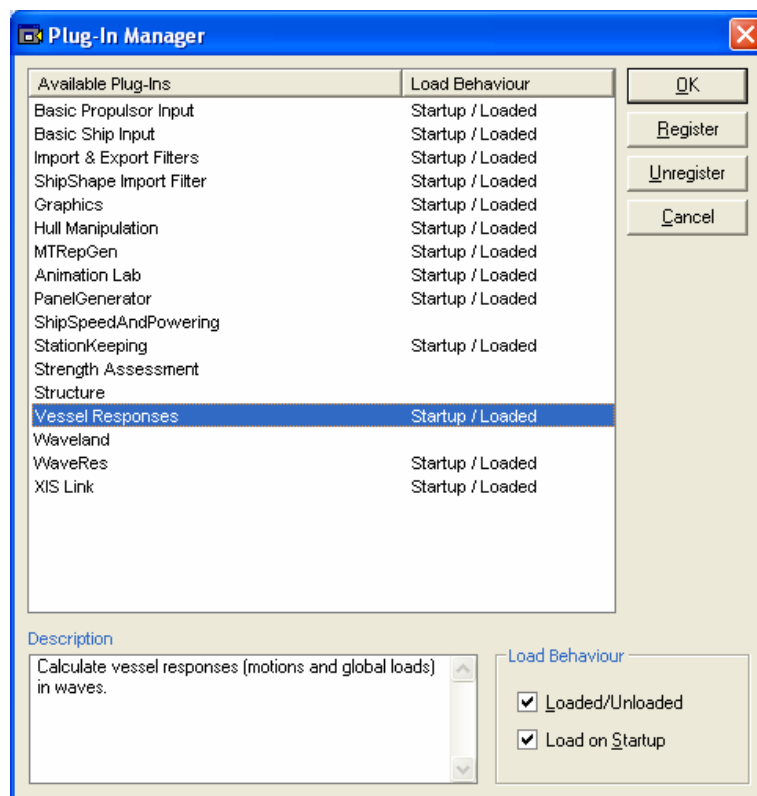 Plug-In Manager
Available Plug-Ins Load Behaviour
Basic Propulsor Input Startup / Loaded
Basic Ship Input Startup / Loaded
Import & Export Filters Startup / Loaded
ShipShape Import Filter Startup / Loaded
Graphics Startup / Loaded
Hull Manipulation Startup / Loaded
MTRepGen Startup / Loaded
Animation Lab Startup / Loaded
PanelGenerator Startup / Loaded
ShipSpeedAndPowering
StationKeeping Startup / Loaded
Strength Assessment
Structure
Vessel Responses Startup / Loaded
Waveland
WaveRes Startup / Loaded
XIS Link Startup / Loaded
OK
Register
Unregister
Cancel
Description
Calculate vessel responses (motions and global loads)
in waves.
Load Behaviour
Loaded/Unloaded
Load on Startup